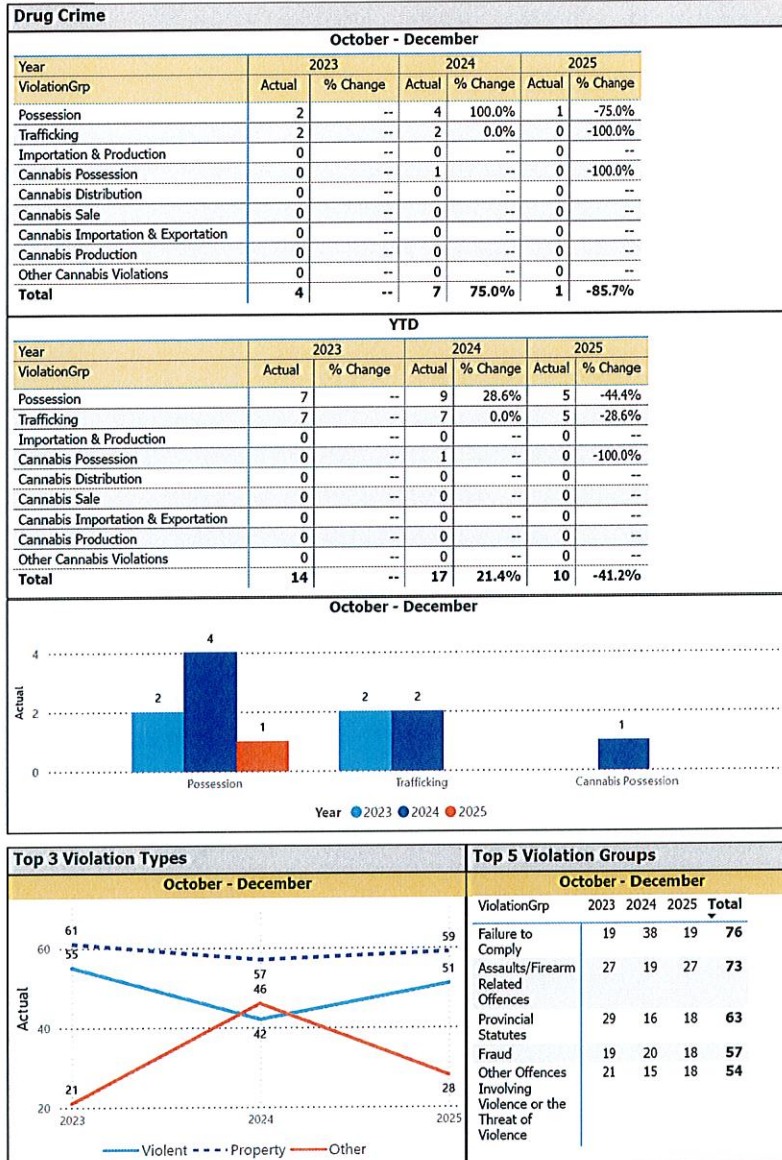 Drug Crime
October - December
Year 2023 2024 2025
ViolationGrp Actual % Change Actual % Change Actual % Change
Possession 2 -- 4 100.0% 1 -75.0%
Trafficking 2 -- 2 0.0% 0 -100.0%
Importation & Production 0 -- 0 -- 0 --
Cannabis Possession 0 -- 1 -- 0 -100.0%
Cannabis Distribution 0 -- 0 -- 0 --
Cannabis Sale 0 -- 0 -- 0 --
Cannabis Importation & Exportation 0 -- 0 -- 0 --
Cannabis Production 0 -- 0 -- 0 --
Other Cannabis Violations 0 -- 0 -- 0 --
Total 4 -- 7 75.0% 1 -85.7%
YTD
Year 2023 2024 2025
ViolationGrp Actual % Change Actual % Change Actual % Change
Possession 7 -- 9 28.6% 5 -44.4%
Trafficking 7 -- 7 0.0% 5 -28.6%
Importation & Production 0 -- 0 -- 0 --
Cannabis Possession 0 -- 1 -- 0 -100.0%
Cannabis Distribution 0 -- 0 -- 0 --
Cannabis Sale 0 -- 0 -- 0 --
Cannabis Importation & Exportation 0 -- 0 -- 0 --
Cannabis Production 0 -- 0 -- 0 --
Other Cannabis Violations 0 -- 0 -- 0 --
Total 14 -- 17 21.4% 10 -41.2%
October - December
Actual
4
2
0
2 4 1
2 2
1
Possession Trafficking Cannabis Possession
Year 2023 2024 2025
Top 3 Violation Types
October - December
Actual
60
40
20
61 57 59
55 42 51
21 46 28
2023 2024 2025
Violent Property Other
Top 5 Violation Groups
October - December
ViolationGrp 2023 2024 2025 Total
Failure to 19 38 19 76
Comply
Assaults/Firearm 27 19 27 73
Related
Offences
Provincial 29 16 18 63
Statutes
Fraud 19 20 18 57
Other Offences 21 15 18 54
Involving
Violence or the
Threat of
Violence